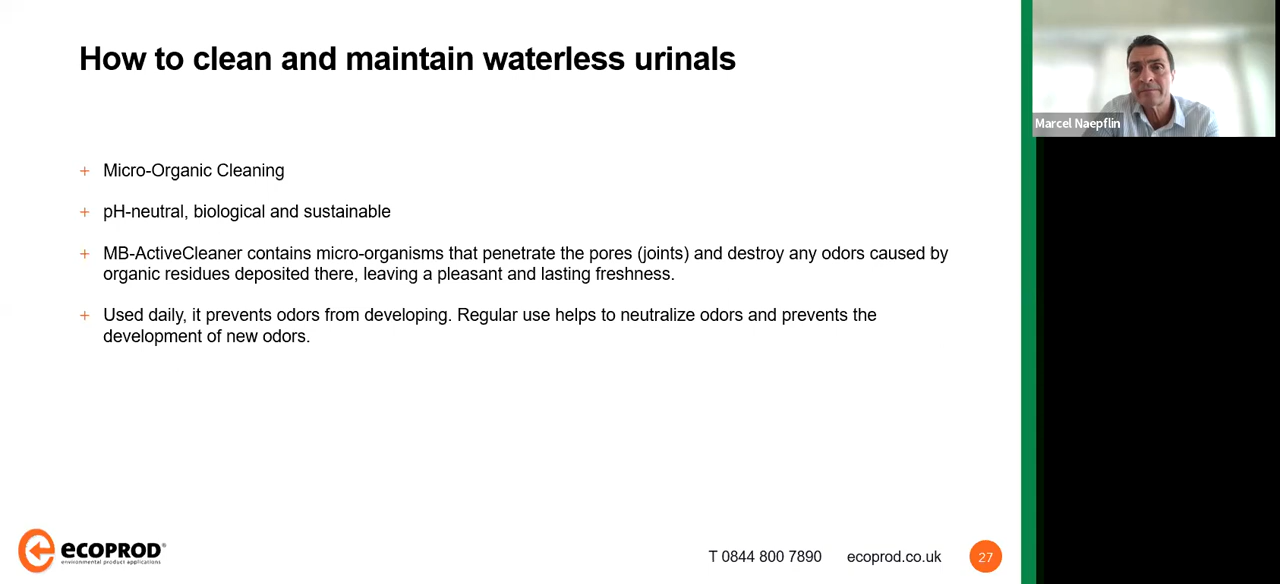 How to clean and maintain waterless urinals
Marcel Naepflin
+ Micro-Organic Cleaning
+ pH-neutral, biological and sustainable
+ MB-ActiveCleaner contains micro-organisms that penetrate the pores (joints) and destroy any odors caused by
organic residues deposited there, leaving a pleasant and lasting freshness.
+ Used daily, it prevents odors from developing. Regular use helps to neutralize odors and prevents the
development of new odors.
ecoprod®
environmental product applications
T 0844 800 7890 ecoprod.co.uk 27